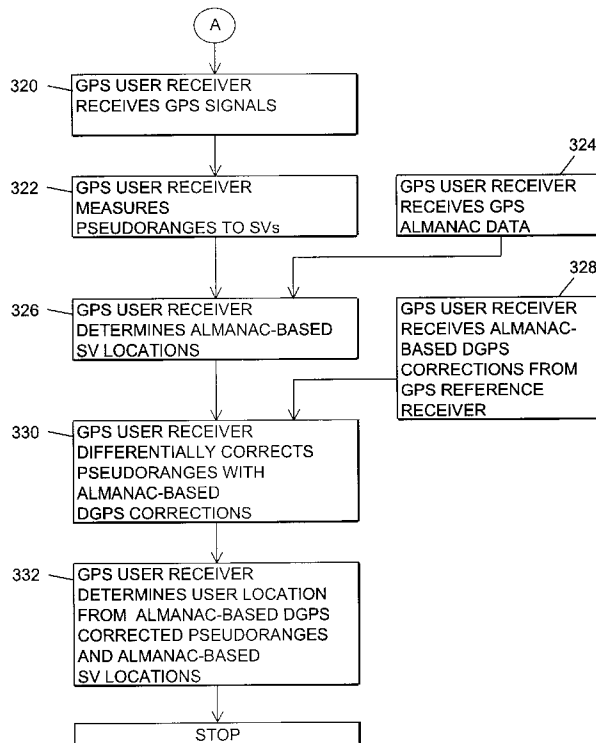 A
320
GPS USER RECEIVER
RECEIVES GPS SIGNALS
322
GPS USER RECEIVER
MEASURES
PSEUDORANGES TO SVs
324
GPS USER RECEIVER
RECEIVES GPS
ALMANAC DATA
326
GPS USER RECEIVER
DETERMINES ALMANAC-BASED
SV LOCATIONS
328
GPS USER RECEIVER
RECEIVES ALMANAC-
BASED DGPS
CORRECTIONS FROM
GPS REFERENCE
RECEIVER
330
GPS USER RECEIVER
DIFFERENTIALLY CORRECTS
PSEUDORANGES WITH
ALMANAC-BASED
DGPS CORRECTIONS
332
GPS USER RECEIVER
DETERMINES USER LOCATION
FROM ALMANAC-BASED DGPS
CORRECTED PSEUDORANGES
AND ALMANAC-BASED
SV LOCATIONS
STOP